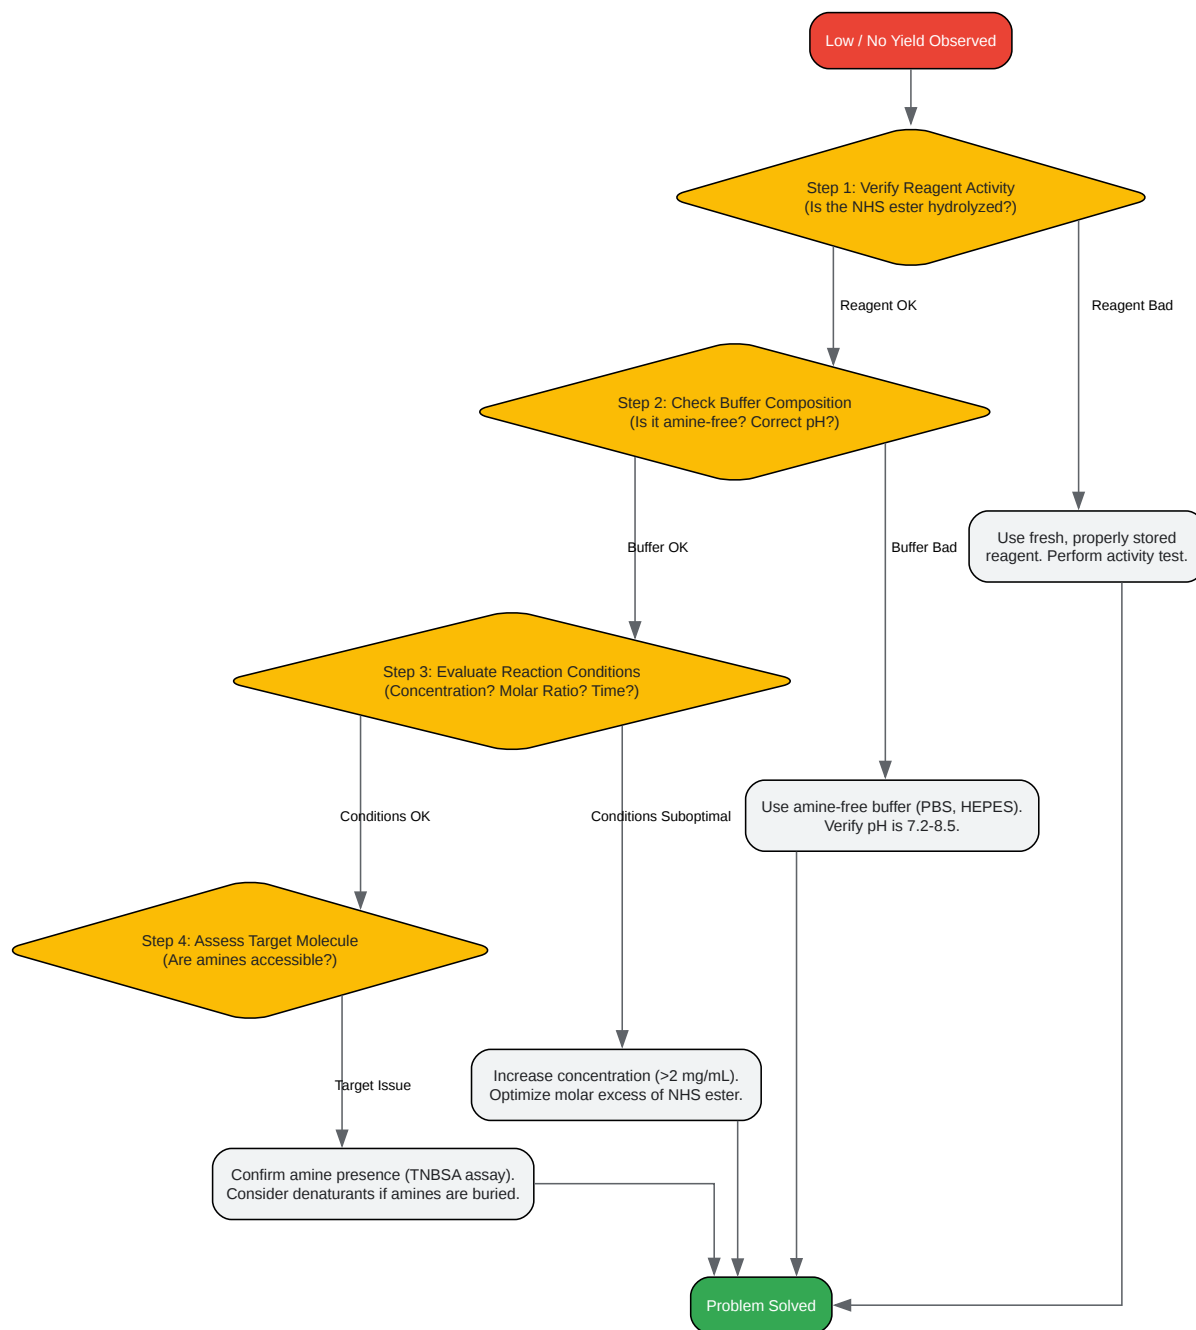 Low / No Yield Observed
Step 1: Verify Reagent Activity
(Is the NHS ester hydrolyzed?)
Reagent OK
Reagent Bad
Step 2: Check Buffer Composition
(Is it amine-free? Correct pH?)
Buffer OK
Buffer Bad
Use fresh, properly stored
reagent. Perform activity test.
Step 3: Evaluate Reaction Conditions
(Concentration? Molar Ratio? Time?)
Conditions OK
Conditions Suboptimal
Use amine-free buffer (PBS, HEPES).
Verify pH is 7.2-8.5.
Step 4: Assess Target Molecule
(Are amines accessible?)
Target Issue
Increase concentration (>2 mg/mL).
Optimize molar excess of NHS ester.
Confirm amine presence (TNBSA assay).
Consider denaturants if amines are buried.
Problem Solved